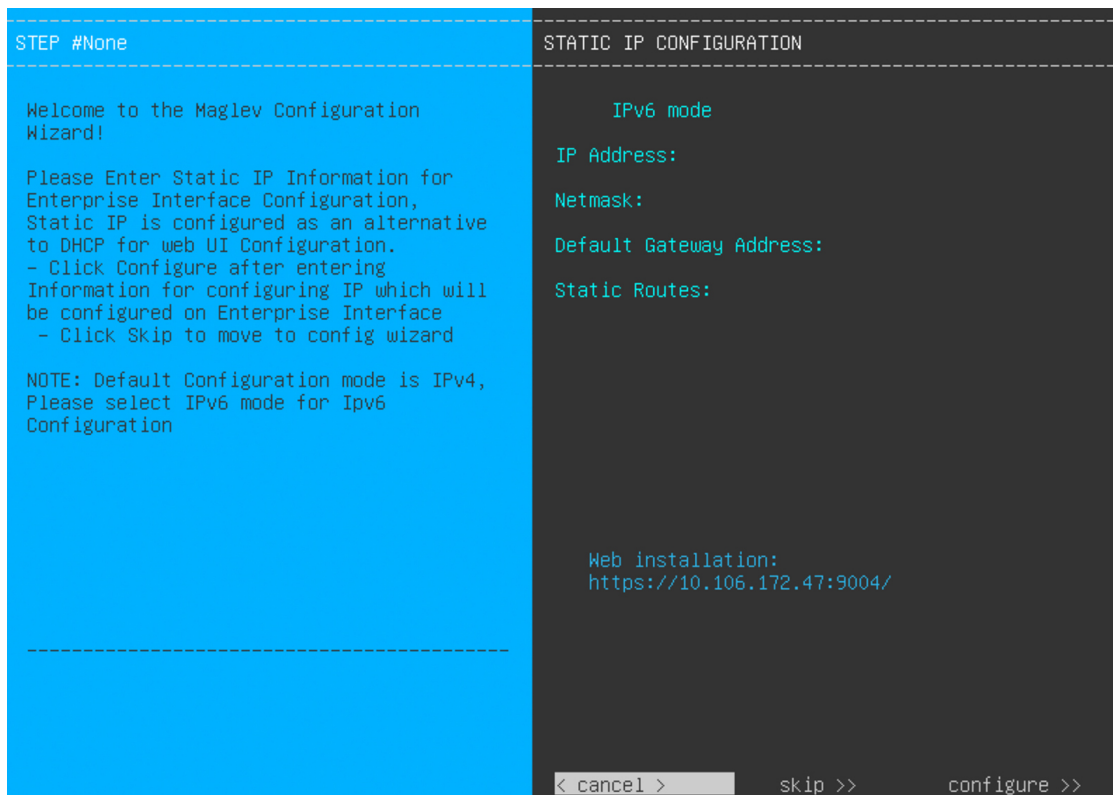 STEP #None
Welcome to the Maglev Configuration
Wizard!
Please Enter Static IP Information for
Enterprise Interface Configuration,
Static IP is configured as an alternative
to DHCP for web UI Configuration.
- Click Configure after entering
Information for configuring IP which will
be configured on Enterprise Interface
- Click Skip to move to config wizard
NOTE: Default Configuration mode is IPv4,
Please select IPv6 mode for Ipv6
Configuration
STATIC IP CONFIGURATION
IPv6 mode
IP Address:
Netmask:
Default Gateway Address:
Static Routes:
Web installation:
https://10.106.172.47:9004/
< cancel > skip >> configure >>